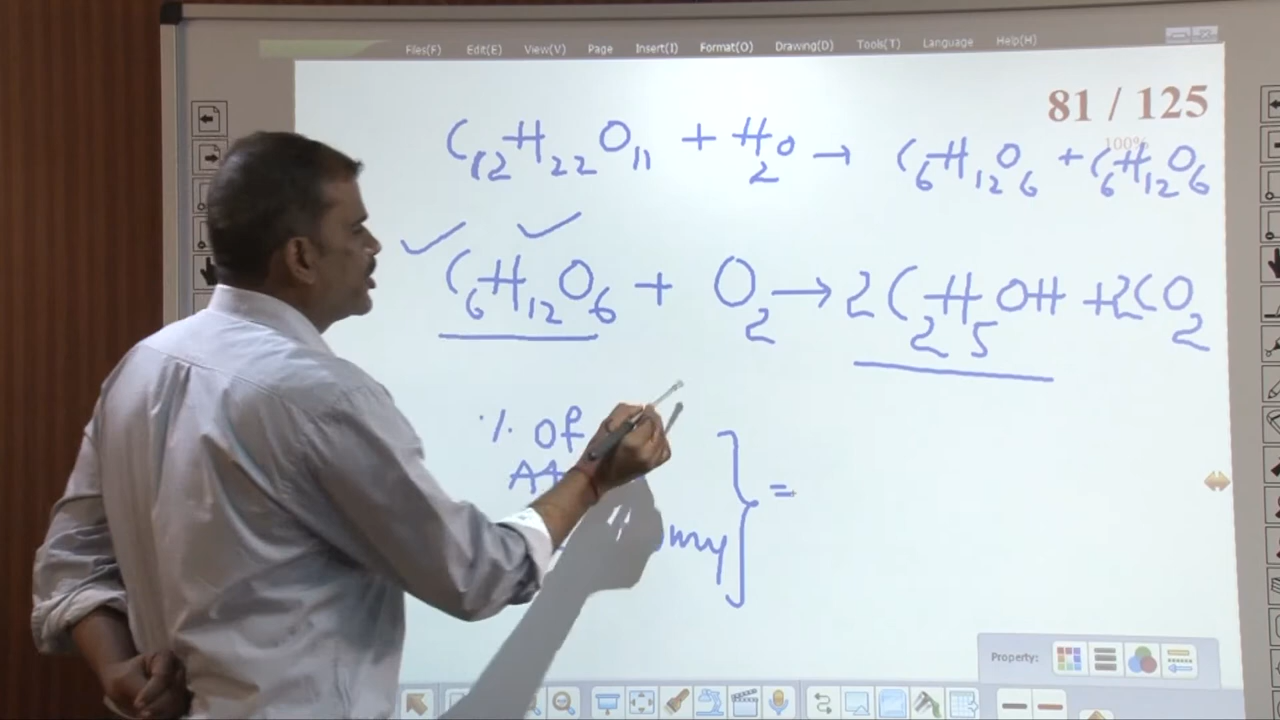 Files(F) Edit(E) View(V) Page Insert(I) Format(O) Drawing(D) Tools(T) Language Help(H)
81 / 125
100%
C12H22O11 + H2O → C6H12O6 + C6H12O6
C6H12O6 + O2 → 2C2H5OH + 2CO2
% of
=
Property: